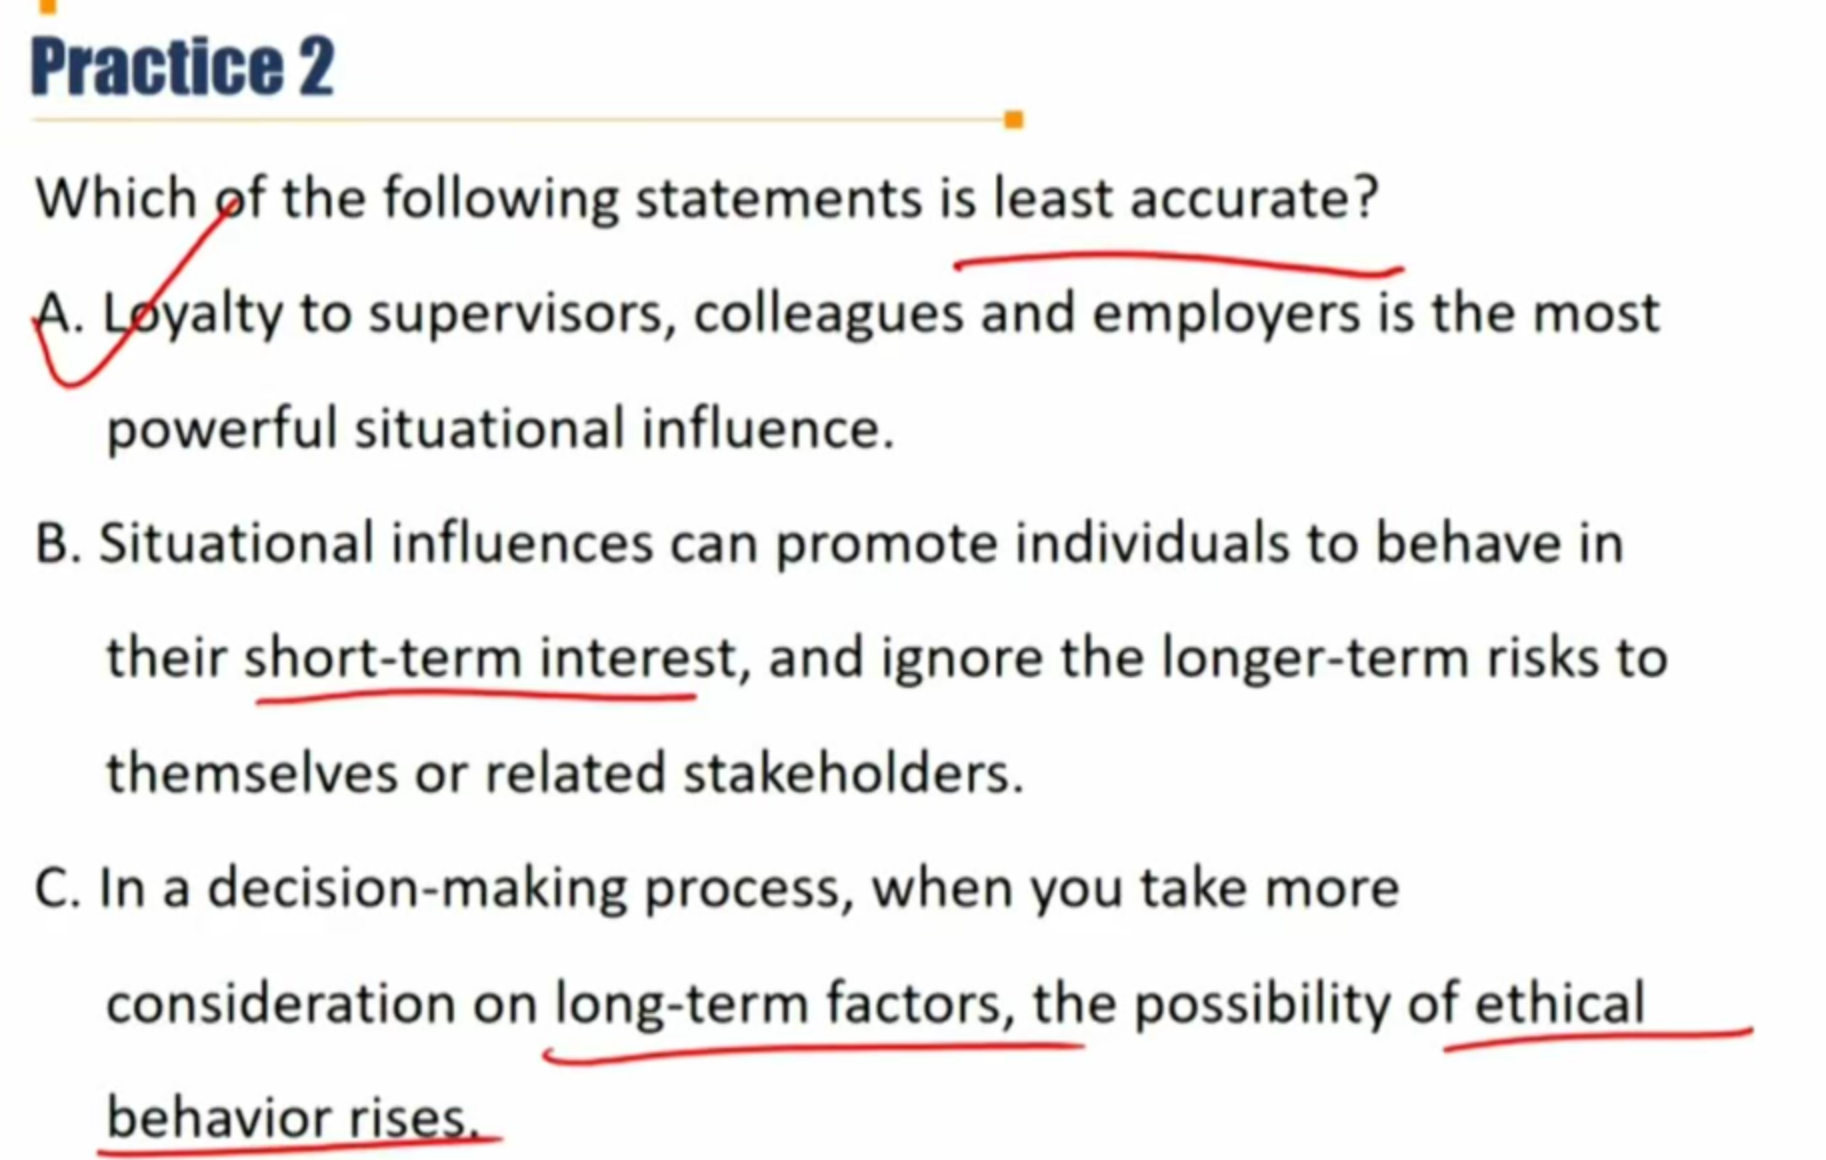 Practice 2
Which of the following statements is least accurate?
A. Loyalty to supervisors, colleagues and employers is the most
powerful situational influence.
B. Situational influences can promote individuals to behave in
their short-term interest, and ignore the longer-term risks to
themselves or related stakeholders.
C. In a decision-making process, when you take more
consideration on long-term factors, the possibility of ethical
behavior rises.